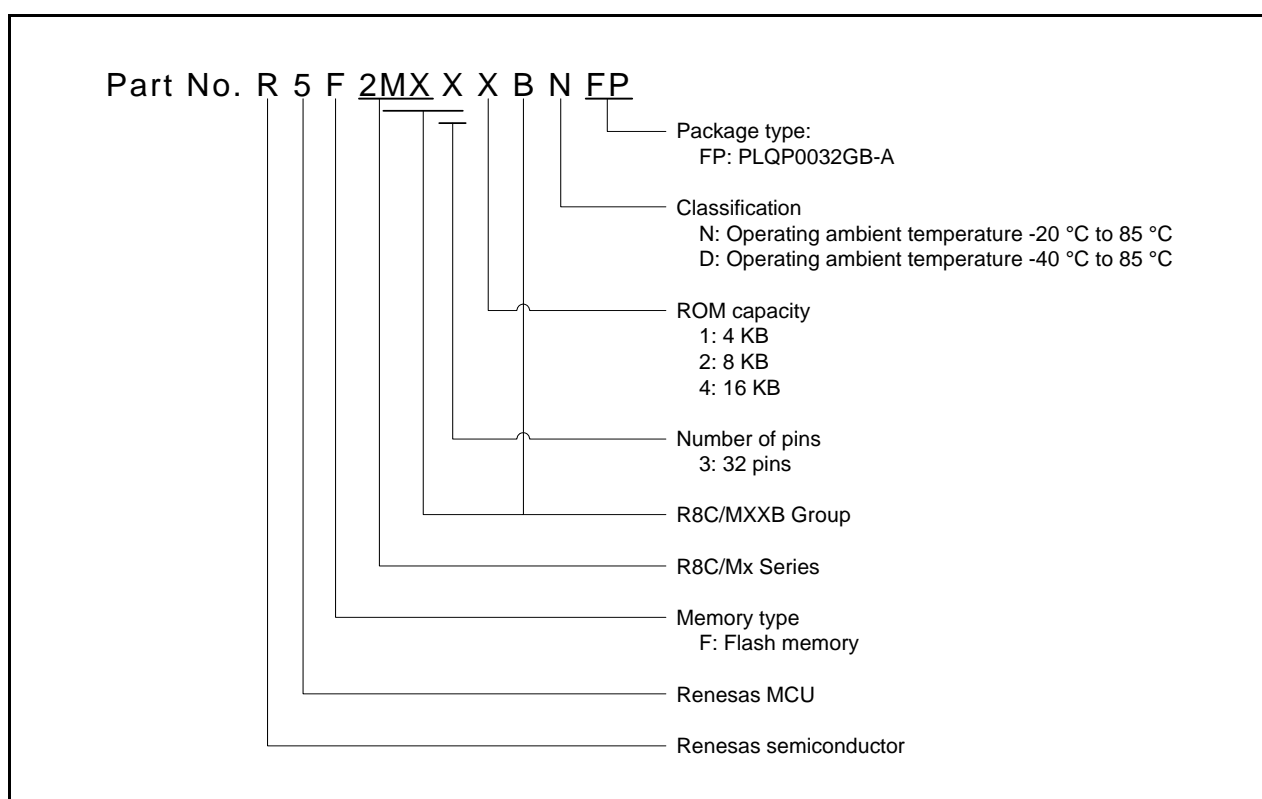 Part No. R 5 F 2MX X X B N FP
Package type:
FP: PLQP0032GB-A
Classification
N: Operating ambient temperature -20 °C to 85 °C
D: Operating ambient temperature -40 °C to 85 °C
ROM capacity
1: 4 KB
2: 8 KB
4: 16 KB
Number of pins
3: 32 pins
R8C/MXXB Group
R8C/Mx Series
Memory type
F: Flash memory
Renesas MCU
Renesas semiconductor